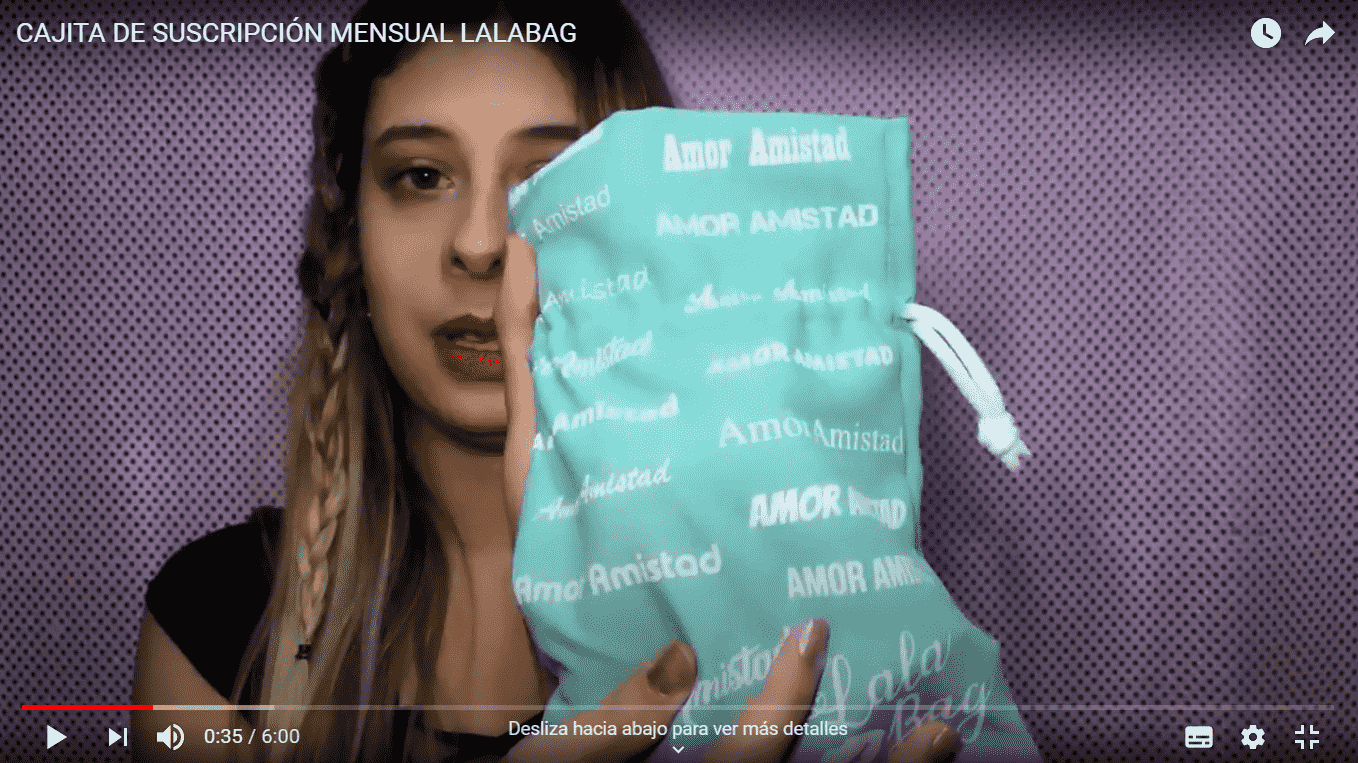 CAJITA DE SUSCRIPCIÓN MENSUAL LALABAG
Amor Amistad
Amistad
AMOR AMISTAD
Amistad
Amor Amistad
Amistad
AMOR AMISTAD
Amistad
Amor Amistad
Amistad
AMOR AMISTAD
Amor Amistad
AMOR
Lala
Bag
0:35 / 6:00
Desliza hacia abajo para ver más detalles